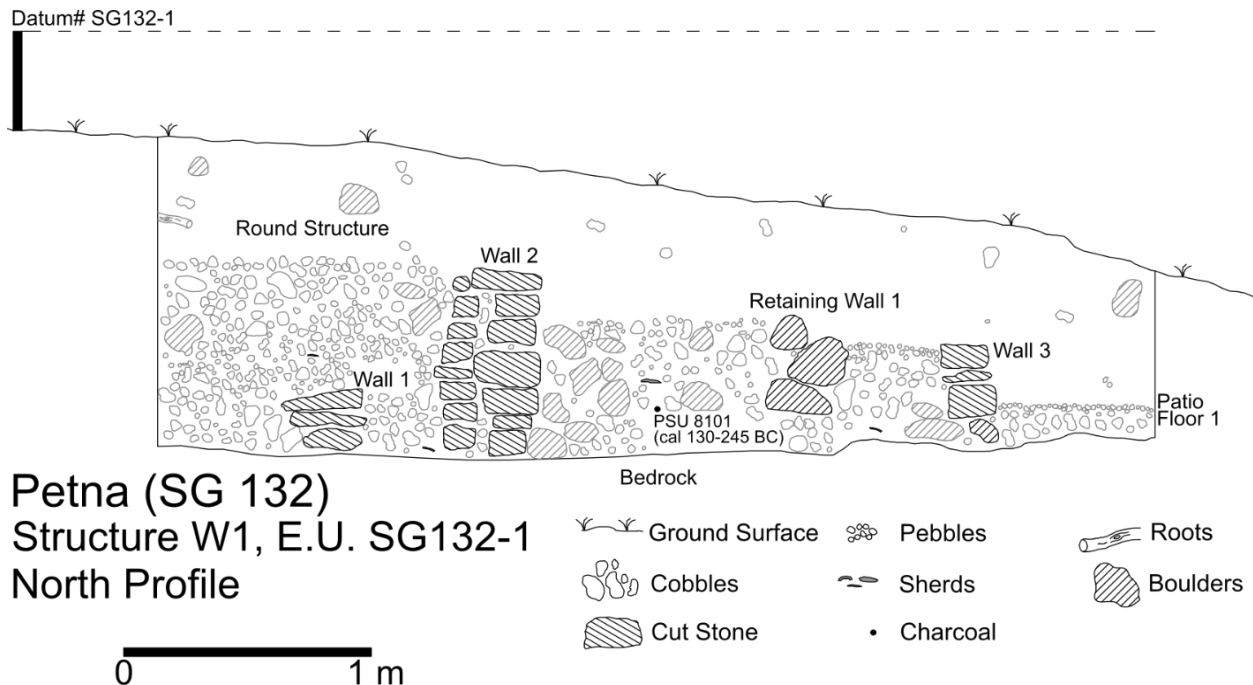 Datum# SG132-1
Round Structure
Wall 2
Retaining Wall 1
Wall 1
Wall 3
PSU 8101
(cal 130-245 BC)
Patio
Floor 1
Bedrock
Petna (SG 132)
Structure W1, E.U. SG132-1
North Profile
Ground Surface
Pebbles
Roots
Cobbles
Sherds
Boulders
Cut Stone
Charcoal
0 1 m